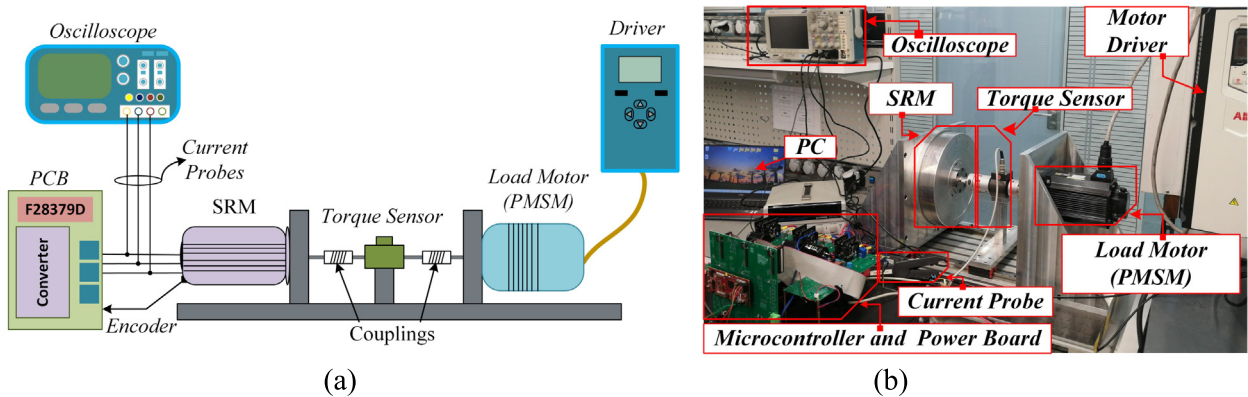 Oscilloscope
Driver
Current
Probes
PCB
F28379D
SRM
Torque Sensor
Load Motor
(PMSM)
Converter
Encoder
Couplings
(a)
Oscilloscope
Motor
Driver
SRM
Torque Sensor
ABB
PC
Load Motor
(PMSM)
Current Probe
Microcontroller and Power Board
(b)